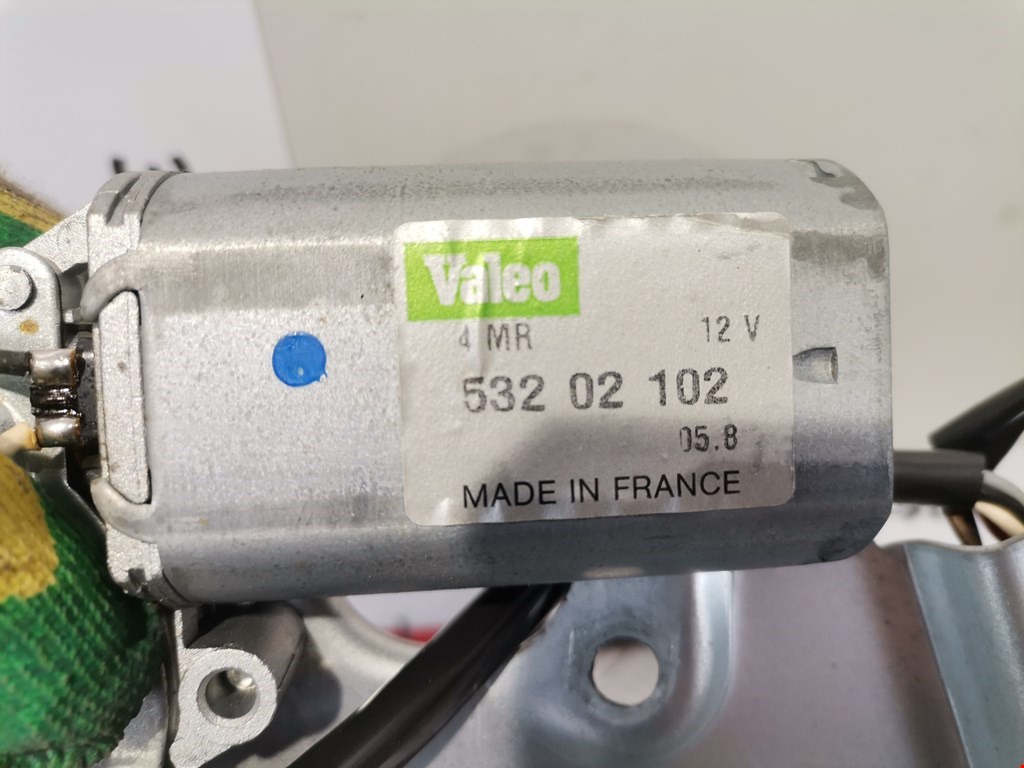 Valeo
4 MR 12 V
532 02 102
05.8
MADE IN FRANCE